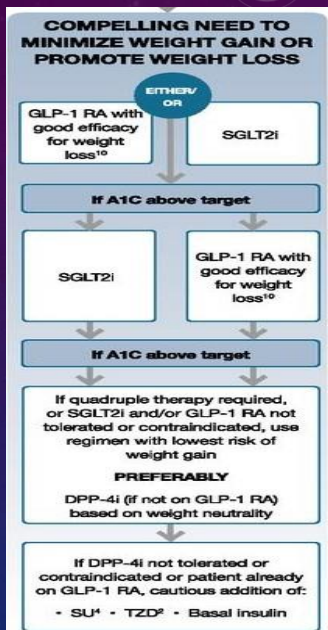 COMPELLING NEED TO
MINIMIZE WEIGHT GAIN OR
PROMOTE WEIGHT LOSS
EITHER/
OR
GLP-1 RA with
good efficacy
for weight
loss¹⁰
SGLT2i
If A1C above target
SGLT2i
GLP-1 RA with
good efficacy
for weight
loss¹⁰
If A1C above target
If quadruple therapy required,
or SGLT2i and/or GLP-1 RA not
tolerated or contraindicated, use
regimen with lowest risk of
weight gain
PREFERABLY
DPP-4i (if not on GLP-1 RA)
based on weight neutrality
If DPP-4i not tolerated or
contraindicated or patient already
on GLP-1 RA, cautious addition of:
• SU⁴ • TZD² • Basal insulin